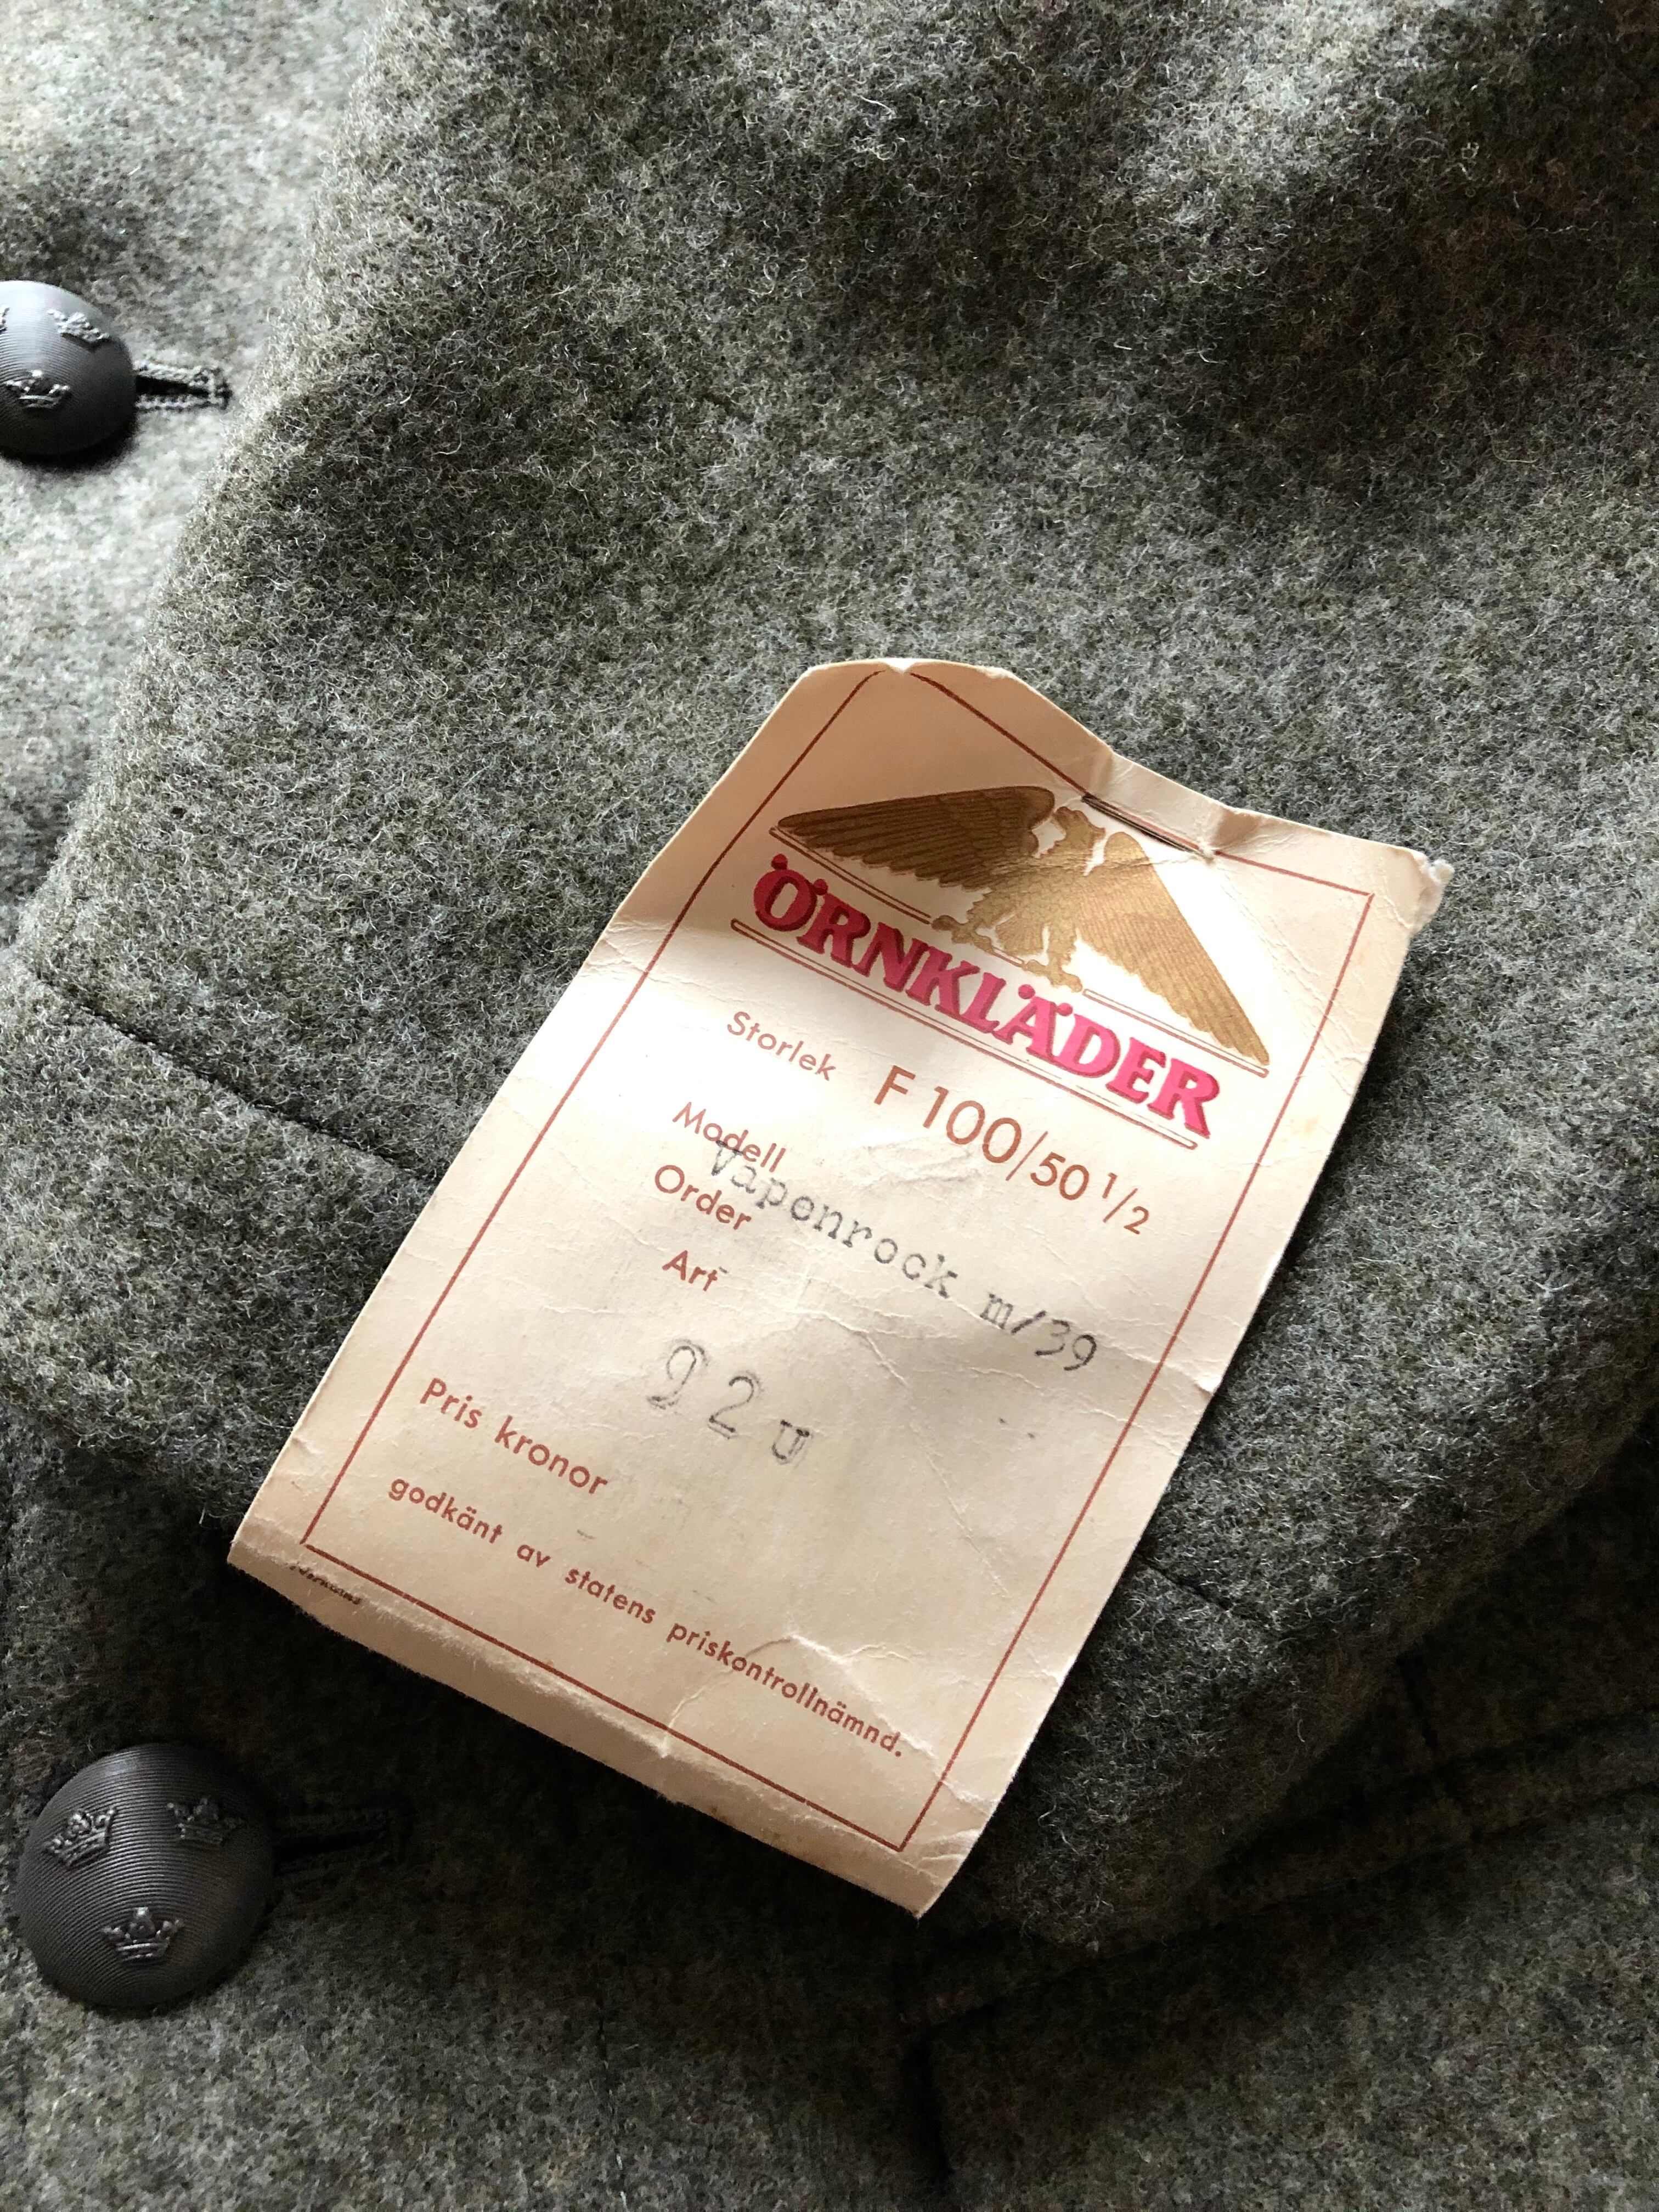 ÖRNKLÄDER
Storlek F 100/50 1/2
Modell
Vapenrock m/39
Order
Art
92 u
Pris kronor
godkänt av statens priskontrollnämnd.